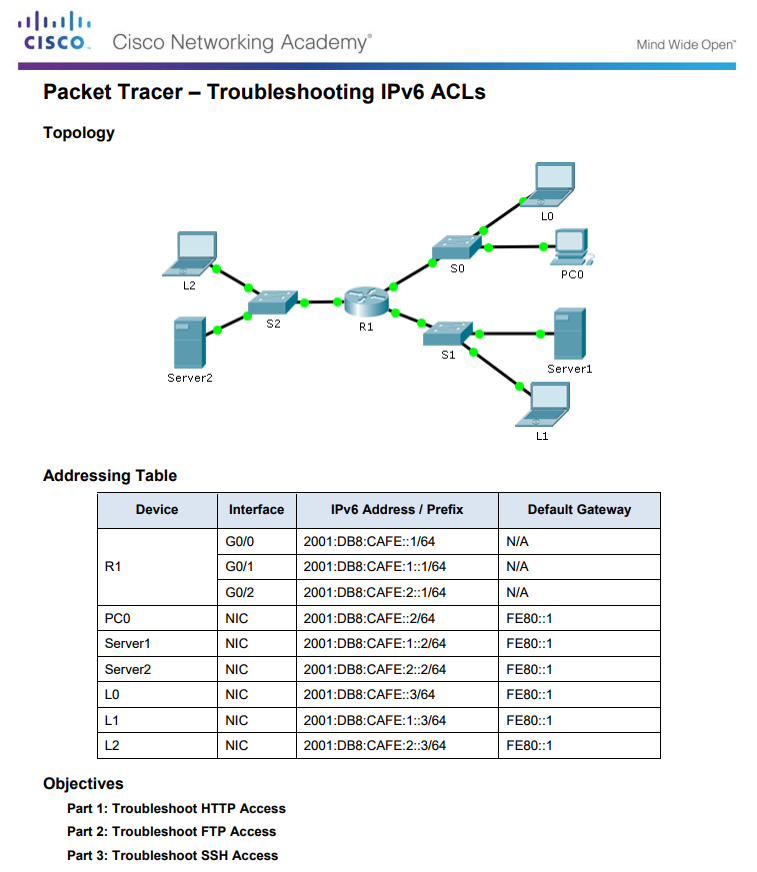 CISCO Cisco Networking Academy® Mind Wide Open™
Packet Tracer – Troubleshooting IPv6 ACLs
Topology
L0
S0
PC0
L2
S2
R1
S1
Server1
Server2
L1
Addressing Table
Device Interface IPv6 Address / Prefix Default Gateway
R1
G0/0 2001:DB8:CAFE::1/64 N/A
G0/1 2001:DB8:CAFE:1::1/64 N/A
G0/2 2001:DB8:CAFE:2::1/64 N/A
PC0 NIC 2001:DB8:CAFE::2/64 FE80::1
Server1 NIC 2001:DB8:CAFE:1::2/64 FE80::1
Server2 NIC 2001:DB8:CAFE:2::2/64 FE80::1
L0 NIC 2001:DB8:CAFE::3/64 FE80::1
L1 NIC 2001:DB8:CAFE:1::3/64 FE80::1
L2 NIC 2001:DB8:CAFE:2::3/64 FE80::1
Objectives
Part 1: Troubleshoot HTTP Access
Part 2: Troubleshoot FTP Access
Part 3: Troubleshoot SSH Access